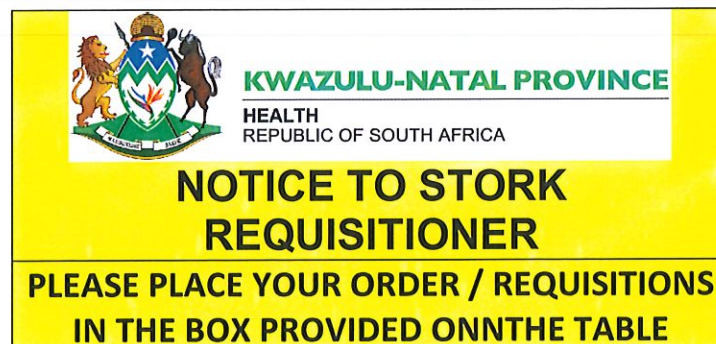 KWAZULU-NATAL PROVINCE
HEALTH
REPUBLIC OF SOUTH AFRICA
NOTICE TO STORK
REQUISITIONER
PLEASE PLACE YOUR ORDER / REQUISITIONS
IN THE BOX PROVIDED ONNTHE TABLE